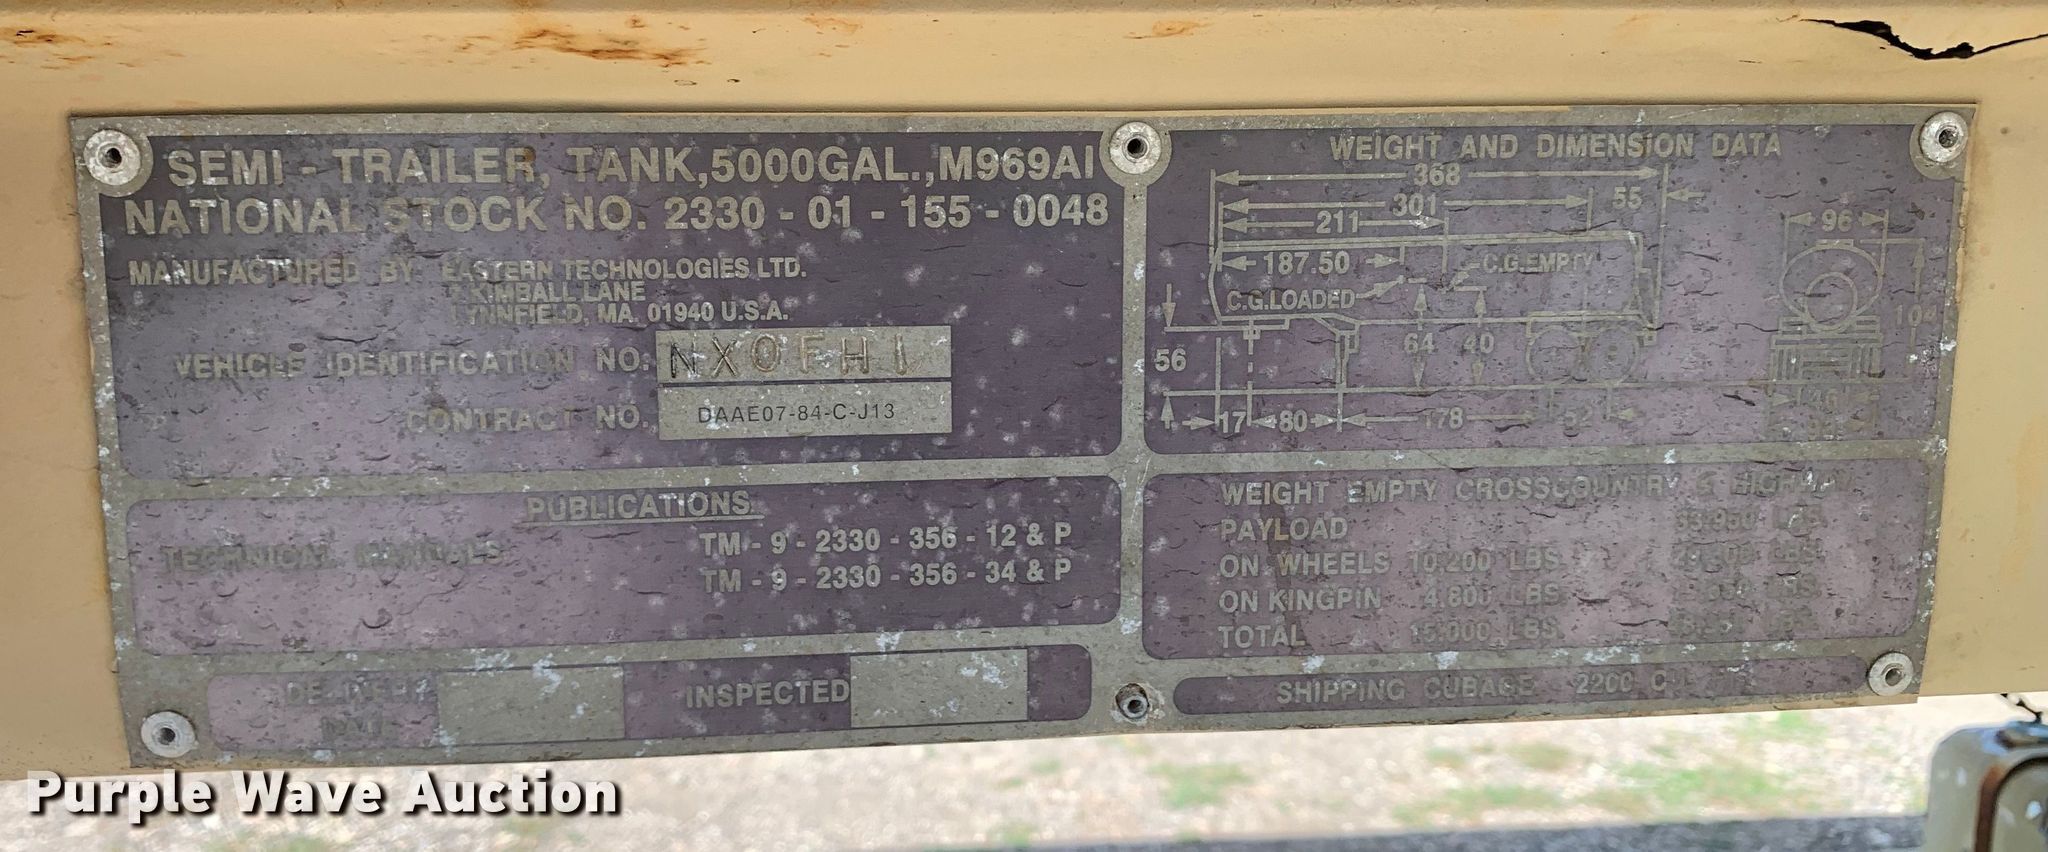 SEMI - TRAILER, TANK,5000GAL.,M969AI
NATIONAL STOCK NO. 2330 - 01 - 155 - 0048
MANUFACTURED BY: EASTERN TECHNOLOGIES LTD.
KIMBALL LANE
LYNNFIELD, MA. 01940 U.S.A.
VEHICLE IDENTIFICATION NO. NX0FH1
CONTRACT NO. DAAE07-84-C-J13
PUBLICATIONS
TECHNICAL MANUALS TM - 9 - 2330 - 356 - 12 & P
TM - 9 - 2330 - 356 - 34 & P
INSPECTED
WEIGHT AND DIMENSION DATA
368
301 55
211 96
187.50 C.G.EMPTY
C.G.LOADED
56 64 40
17 80 178 52
WEIGHT EMPTY CROSSCOUNTRY & HIGHWAY
PAYLOAD
ON WHEELS 10.200 LBS
ON KINGPIN 4.800 LBS
TOTAL 15.000 LBS
SHIPPING CUBAGE 2200
Purple Wave Auction